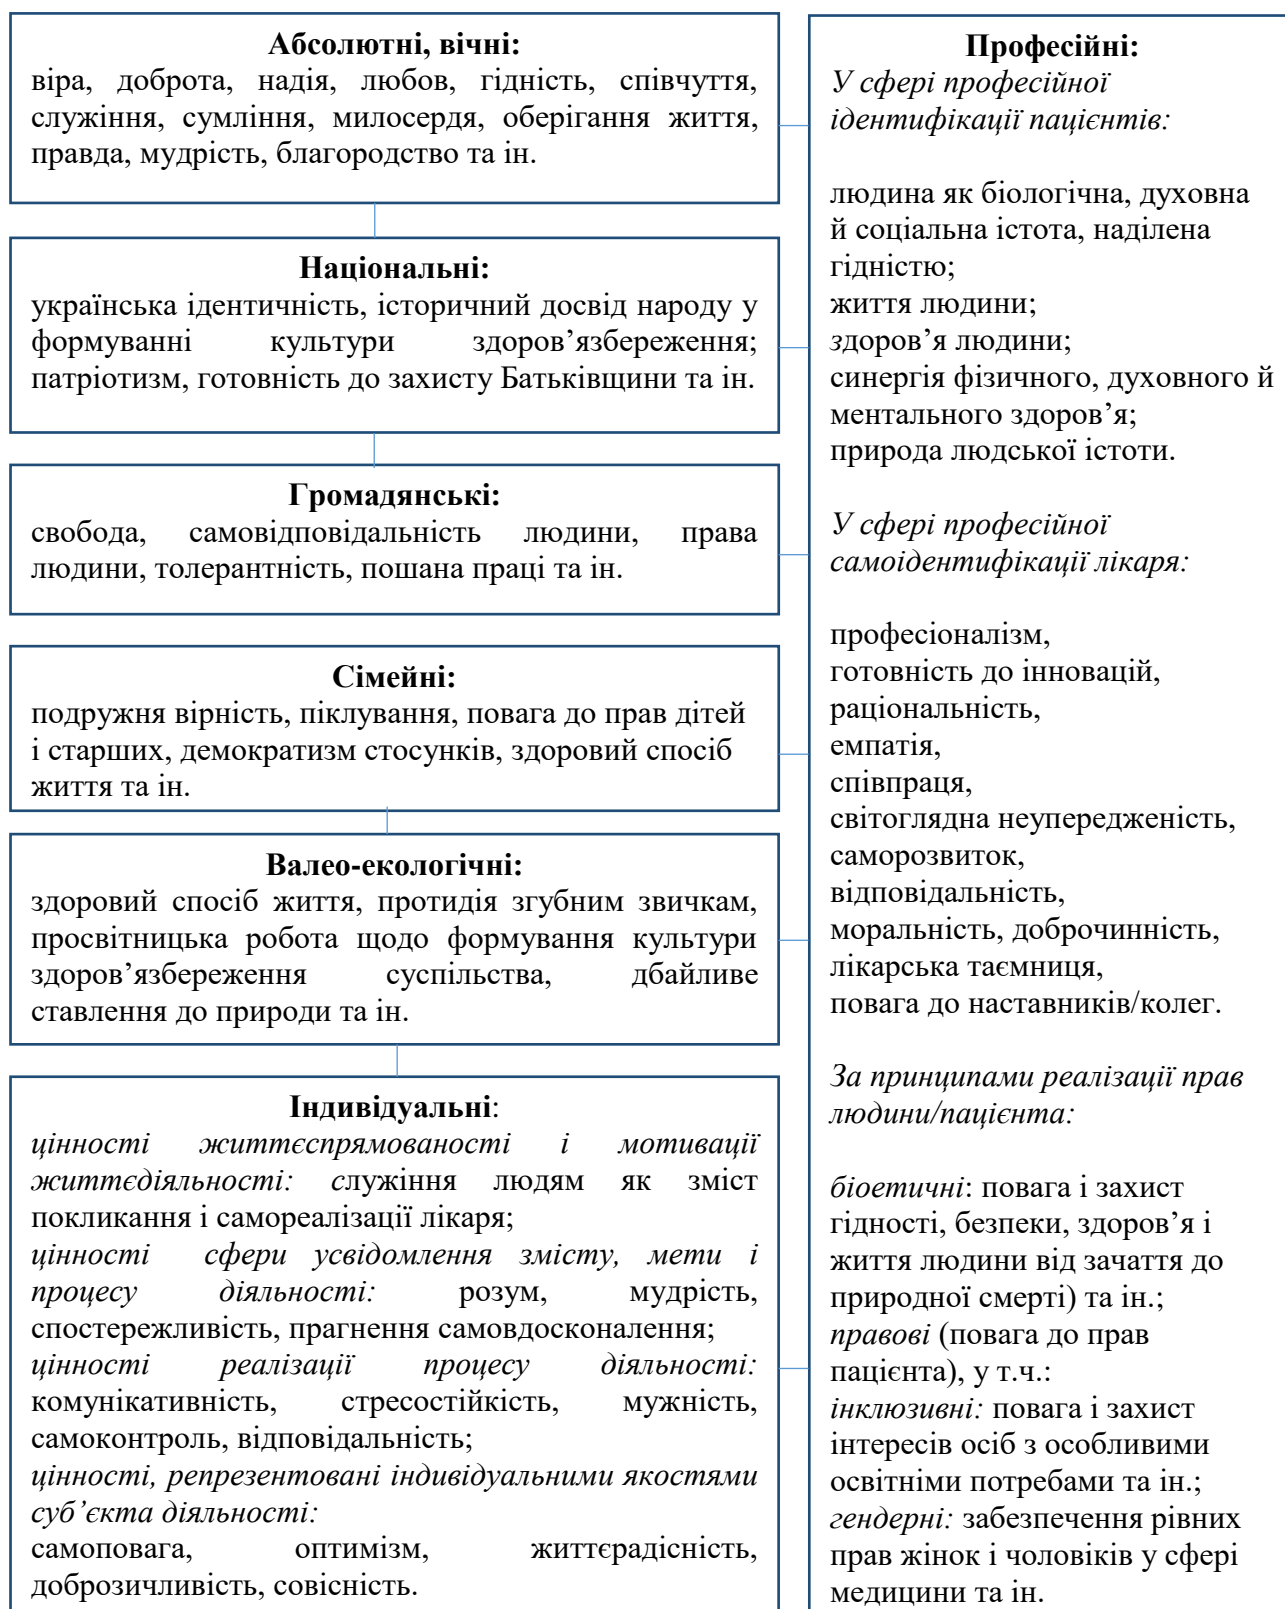 Абсолютні, вічні:
віра, доброта, надія, любов, гідність, співчуття,
служіння, сумління, милосердя, оберігання життя,
правда, мудрість, благородство та ін.
Національні:
українська ідентичність, історичний досвід народу у
формуванні культури здоров’язбереження;
патріотизм, готовність до захисту Батьківщини та ін.
Громадянські:
свобода, самовідповідальність людини, права
людини, толерантність, пошана праці та ін.
Сімейні:
подружня вірність, піклування, повага до прав дітей
і старших, демократизм стосунків, здоровий спосіб
життя та ін.
Валео-екологічні:
здоровий спосіб життя, протидія згубним звичкам,
просвітницька робота щодо формування культури
здоров’язбереження суспільства, дбайливе
ставлення до природи та ін.
Індивідуальні:
цінності життєспрямованості і мотивації
життєдіяльності: служіння людям як зміст
покликання і самореалізації лікаря;
цінності сфери усвідомлення змісту, мети і
процесу діяльності: розум, мудрість,
спостережливість, прагнення самовдосконалення;
цінності реалізації процесу діяльності:
комунікативність, стресостійкість, мужність,
самоконтроль, відповідальність;
цінності, репрезентовані індивідуальними якостями
суб’єкта діяльності:
самоповага, оптимізм, життєрадісність,
доброзичливість, совісність.
Професійні:
У сфері професійної
ідентифікації пацієнтів:
людина як біологічна, духовна
й соціальна істота, наділена
гідністю;
життя людини;
здоров’я людини;
синергія фізичного, духовного й
ментального здоров’я;
природа людської істоти.
У сфері професійної
самоідентифікації лікаря:
професіоналізм,
готовність до інновацій,
раціональність,
емпатія,
співпраця,
світоглядна неупередженість,
саморозвиток,
відповідальність,
моральність, доброчинність,
лікарська таємниця,
повага до наставників/колег.
За принципами реалізації прав
людини/пацієнта:
біоетичні: повага і захист
гідності, безпеки, здоров’я і
життя людини від зачаття до
природної смерті) та ін.;
правові (повага до прав
пацієнта), у т.ч.:
інклюзивні: повага і захист
інтересів осіб з особливими
освітніми потребами та ін.;
гендерні: забезпечення рівних
прав жінок і чоловіків у сфері
медицини та ін.